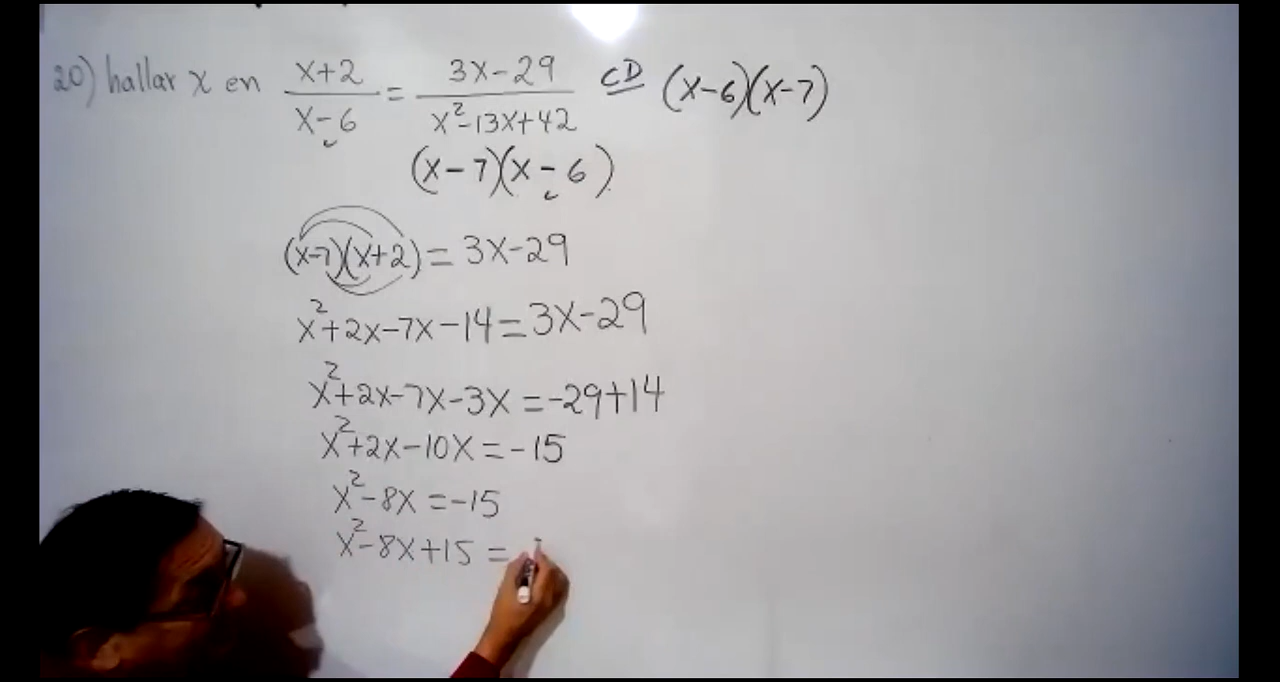 20) hallar x en x+2/x-6 = 3x-29/x²-13x+42 CD (x-6)(x-7)
(x-7)(x-6)
(x-7)(x+2) = 3x-29
x²+2x-7x-14 = 3x-29
x²+2x-7x-3x = -29+14
x²+2x-10x = -15
x²-8x = -15
x²-8x+15 =